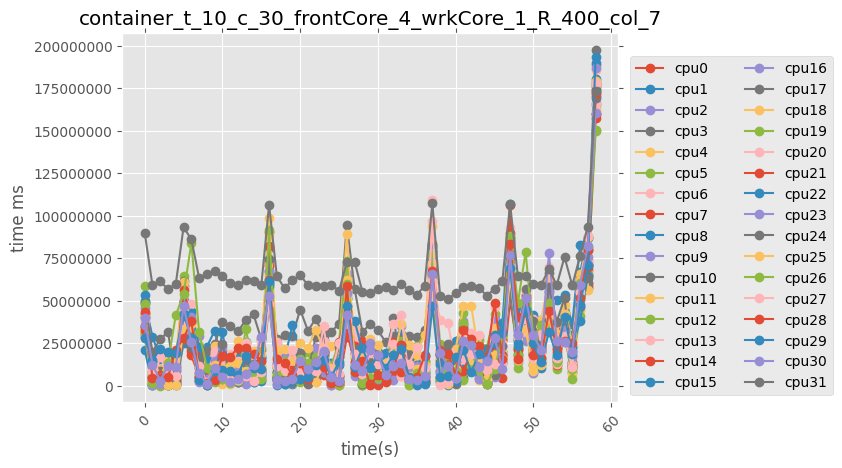 container_t_10_c_30_frontCore_4_wrkCore_1_R_400_col_7
200000000
175000000
150000000
125000000
100000000
75000000
50000000
25000000
0
time ms
0 10 20 30 40 50 60
time(s)
cpu0
cpu1
cpu2
cpu3
cpu4
cpu5
cpu6
cpu7
cpu8
cpu9
cpu10
cpu11
cpu12
cpu13
cpu14
cpu15
cpu16
cpu17
cpu18
cpu19
cpu20
cpu21
cpu22
cpu23
cpu24
cpu25
cpu26
cpu27
cpu28
cpu29
cpu30
cpu31